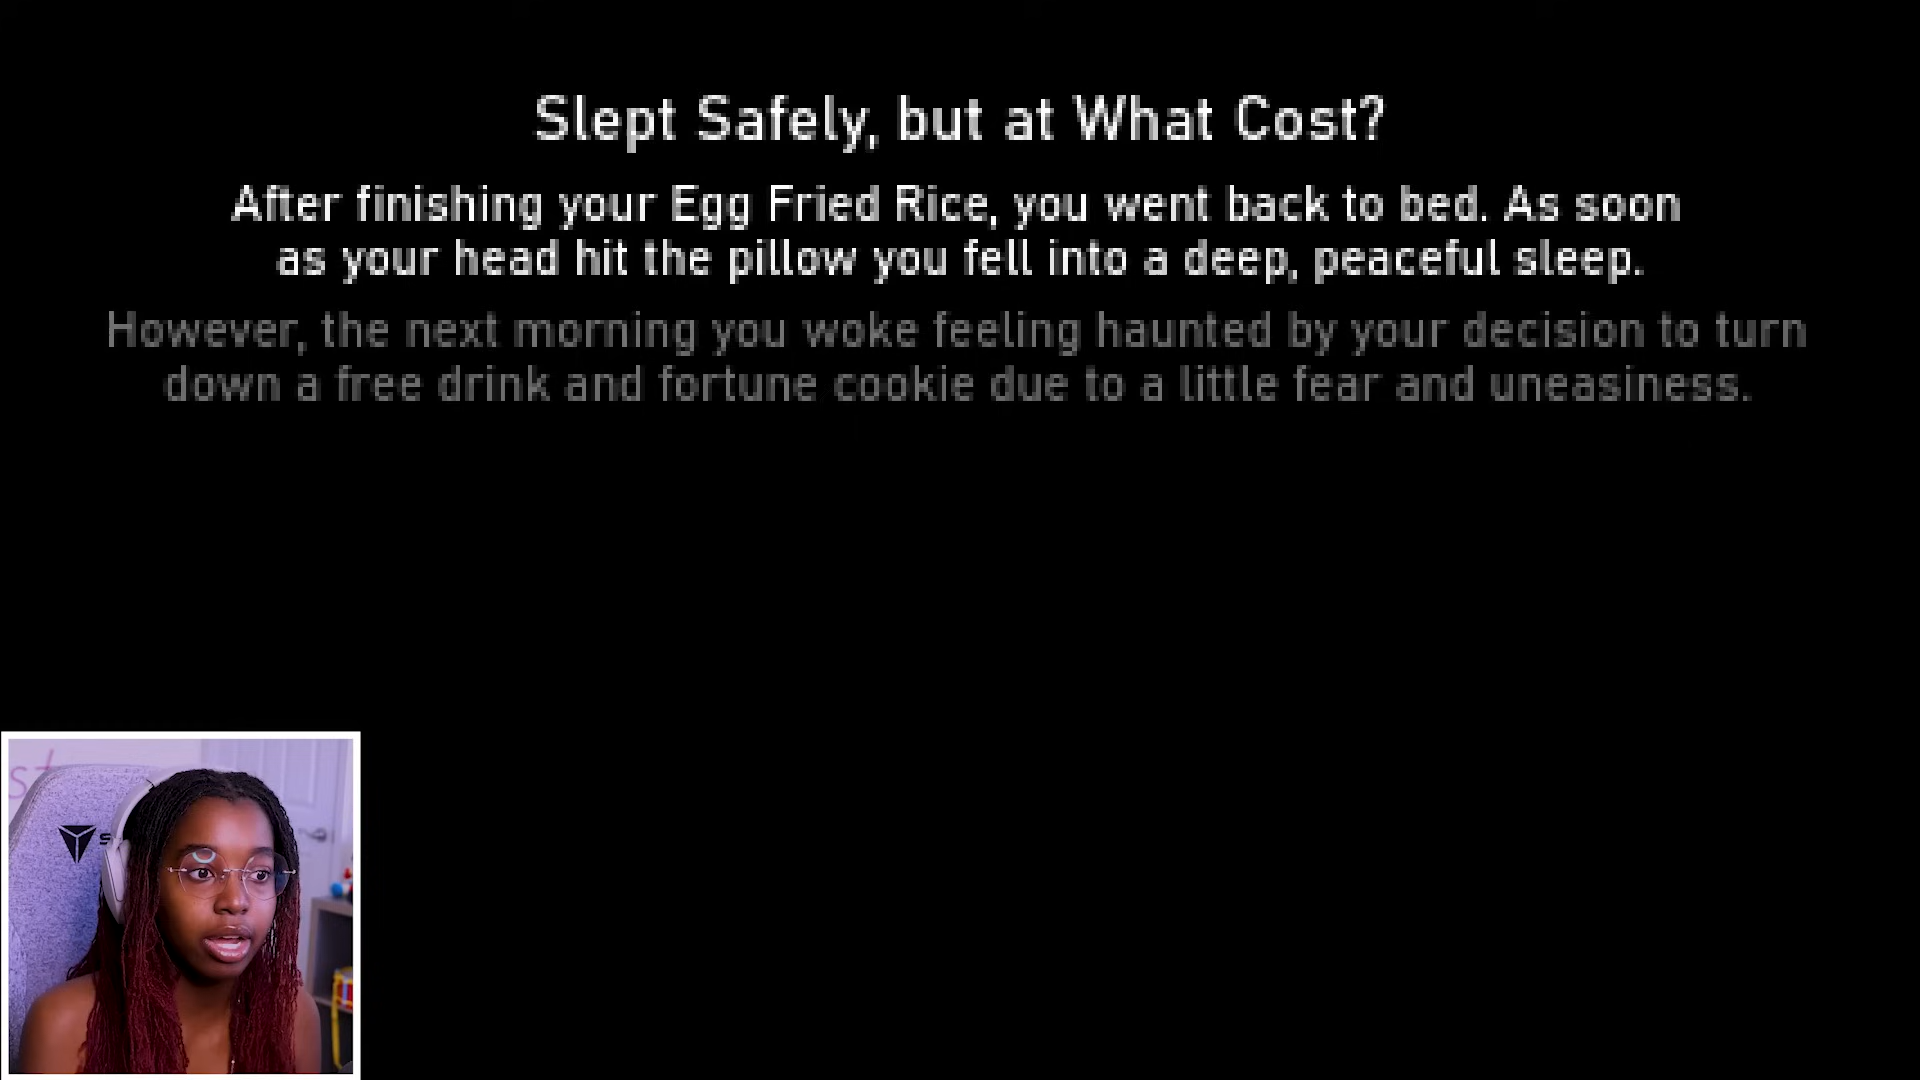 Slept Safely, but at What Cost?
After finishing your Egg Fried Rice, you went back to bed. As soon
as your head hit the pillow you fell into a deep, peaceful sleep.
However, the next morning you woke feeling haunted by your decision to turn
down a free drink and fortune cookie due to a little fear and uneasiness.
st
S